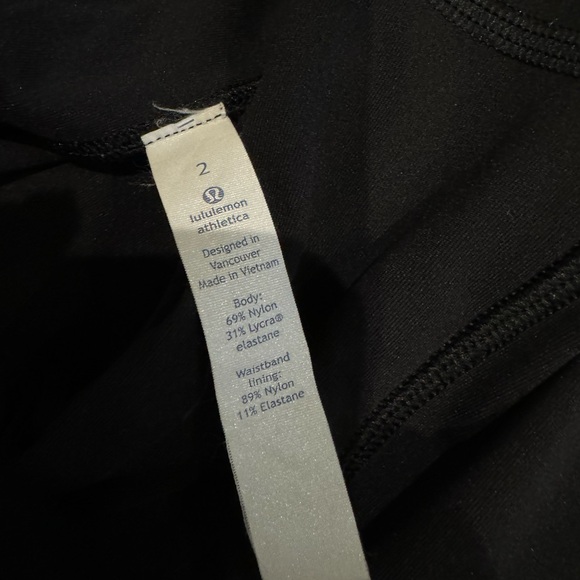 2
lululemon
athletica
Designed in
Vancouver
Made in Vietnam
Body:
69% Nylon
31% Lycra®
elastane
Waistband
lining:
89% Nylon
11% Elastane